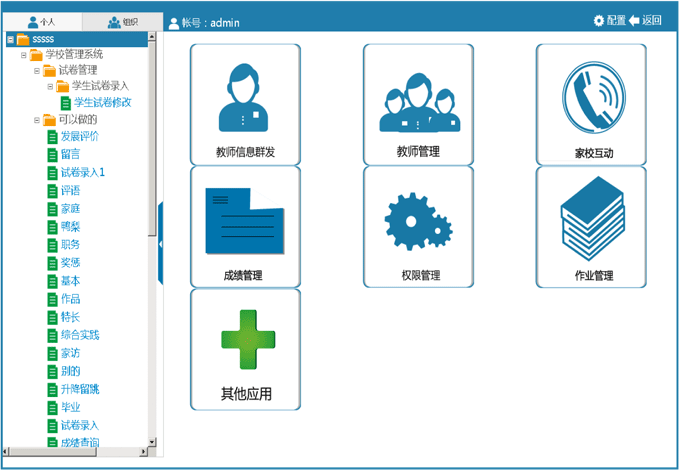 个人
组织
帐号：admin
配置
返回
sssss
学校管理系统
试卷管理
学生试卷录入
学生试卷修改
可以做的
发展评价
留言
试卷录入1
评语
家庭
鸭梨
职务
奖惩
基本
作品
特长
综合实践
家访
别的
升降留跳
毕业
试卷录入
成绩查询
教师信息群发
教师管理
家校互动
成绩管理
权限管理
作业管理
其他应用